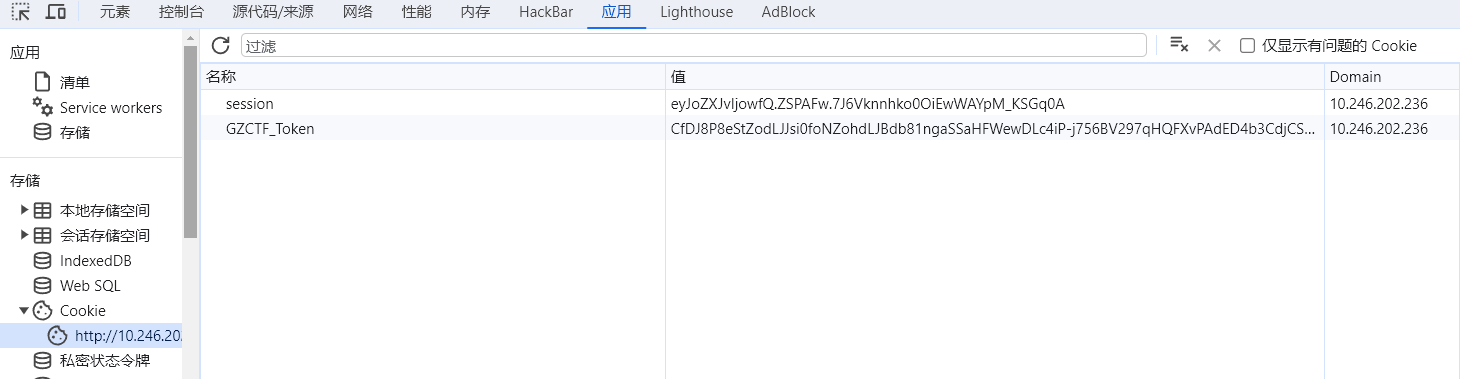 元素 控制台 源代码/来源 网络 性能 内存 HackBar 应用 Lighthouse AdBlock
应用
清单
Service workers
存储
存储
本地存储空间
会话存储空间
IndexedDB
Web SQL
Cookie
http://10.246.20
私密状态令牌
过滤 仅显示有问题的 Cookie
名称 值 Domain
session eyJoZXJvIjowfQ.ZSPAFw.7J6Vknnhko0OiEwWAYpM_KSGq0A 10.246.202.236
GZCTF_Token CfDJ8P8eStZodLJJsi0foNZohdLJBdb81ngaSSaHFWewDLc4iP-j756BV297qHQFXvPAdED4b3CdjCS... 10.246.202.236